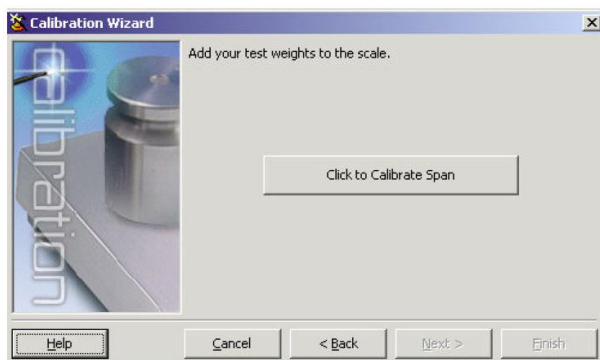 Calibration Wizard
calibration
Add your test weights to the scale.
Click to Calibrate Span
Help
Cancel
< Back
Next >
Finish